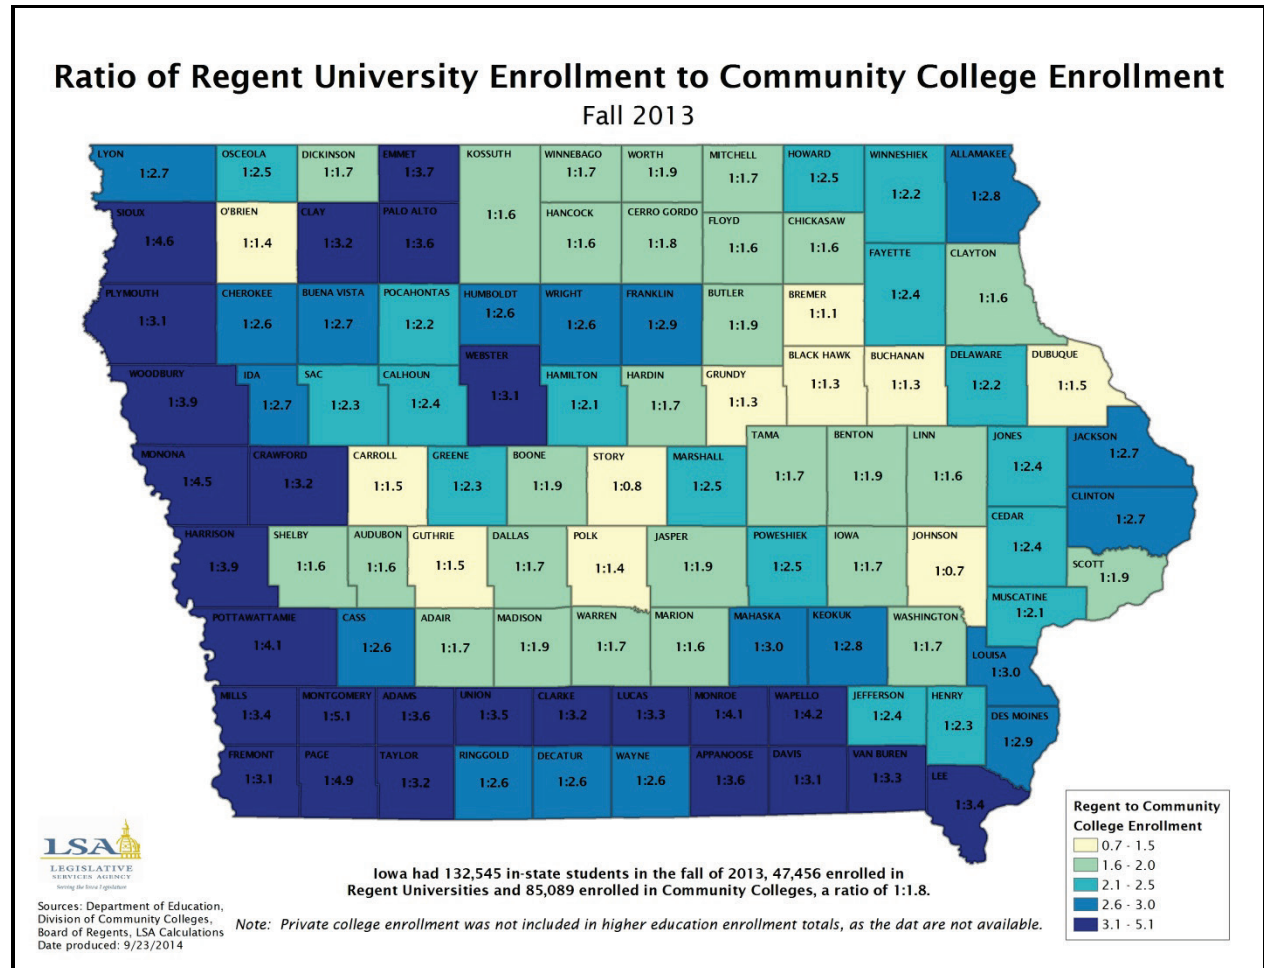 Ratio of Regent University Enrollment to Community College Enrollment
Fall 2013
LYON
1:2.7
OSCEOLA
1:2.5
DICKINSON
1:1.7
EMMET
1:3.7
KOSSUTH
1:1.6
WINNEBAGO
1:1.7
WORTH
1:1.9
MITCHELL
1:1.7
HOWARD
1:2.5
WINNESHIEK
1:2.2
ALLAMAKEE
1:2.8
SIOUX
1:4.6
O'BRIEN
1:1.4
CLAY
1:3.2
PALO ALTO
1:3.6
HANCOCK
1:1.6
CERRO GORDO
1:1.8
FLOYD
1:1.6
CHICKASAW
1:1.6
FAYETTE
1:2.4
CLAYTON
1:1.6
PLYMOUTH
1:3.1
CHEROKEE
1:2.6
BUENA VISTA
1:2.7
POCAHONTAS
1:2.2
HUMBOLDT
1:2.6
WRIGHT
1:2.6
FRANKLIN
1:2.9
BUTLER
1:1.9
BREMER
1:1.1
WOODBURY
1:3.9
IDA
1:2.7
SAC
1:2.3
CALHOUN
1:2.4
WEBSTER
1:3.1
HAMILTON
1:2.1
HARDIN
1:1.7
GRUNDY
1:1.3
BLACK HAWK
1:1.3
BUCHANAN
1:1.3
DELAWARE
1:2.2
DUBUQUE
1:1.5
MONONA
1:4.5
CRAWFORD
1:3.2
CARROLL
1:1.5
GREENE
1:2.3
BOONE
1:1.9
STORY
1:0.8
MARSHALL
1:2.5
TAMA
1:1.7
BENTON
1:1.9
LINN
1:1.6
JONES
1:2.4
JACKSON
1:2.7
CLINTON
1:2.7
HARRISON
1:3.9
SHELBY
1:1.6
AUDUBON
1:1.6
GUTHRIE
1:1.5
DALLAS
1:1.7
POLK
1:1.4
JASPER
1:1.9
POWESHIEK
1:2.5
IOWA
1:1.7
JOHNSON
1:0.7
CEDAR
1:2.4
SCOTT
1:1.9
MUSCATINE
1:2.1
POTTAWATTAMIE
1:4.1
CASS
1:2.6
ADAIR
1:1.7
MADISON
1:1.9
WARREN
1:1.7
MARION
1:1.6
MAHASKA
1:3.0
KEOKUK
1:2.8
WASHINGTON
1:1.7
LOUISA
1:3.0
MILLS
1:3.4
MONTGOMERY
1:5.1
ADAMS
1:3.6
UNION
1:3.5
CLARKE
1:3.2
LUCAS
1:3.3
MONROE
1:4.1
WAPELLO
1:4.2
JEFFERSON
1:2.4
HENRY
1:2.3
DES MOINES
1:2.9
FREMONT
1:3.1
PAGE
1:4.9
TAYLOR
1:3.2
RINGGOLD
1:2.6
DECATUR
1:2.6
WAYNE
1:2.6
APPANOOSE
1:3.6
DAVIS
1:3.1
VAN BUREN
1:3.3
LEE
1:3.4
Regent to Community
College Enrollment
0.7 - 1.5
1.6 - 2.0
2.1 - 2.5
2.6 - 3.0
3.1 - 5.1
LSA
LEGISLATIVE
SERVICES AGENCY
Serving the Iowa Legislature
Sources: Department of Education,
Division of Community Colleges,
Board of Regents, LSA Calculations
Date produced: 9/23/2014
Iowa had 132,545 in-state students in the fall of 2013, 47,456 enrolled in
Regent Universities and 85,089 enrolled in Community Colleges, a ratio of 1:1.8.
Note: Private college enrollment was not included in higher education enrollment totals, as the dat are not available.